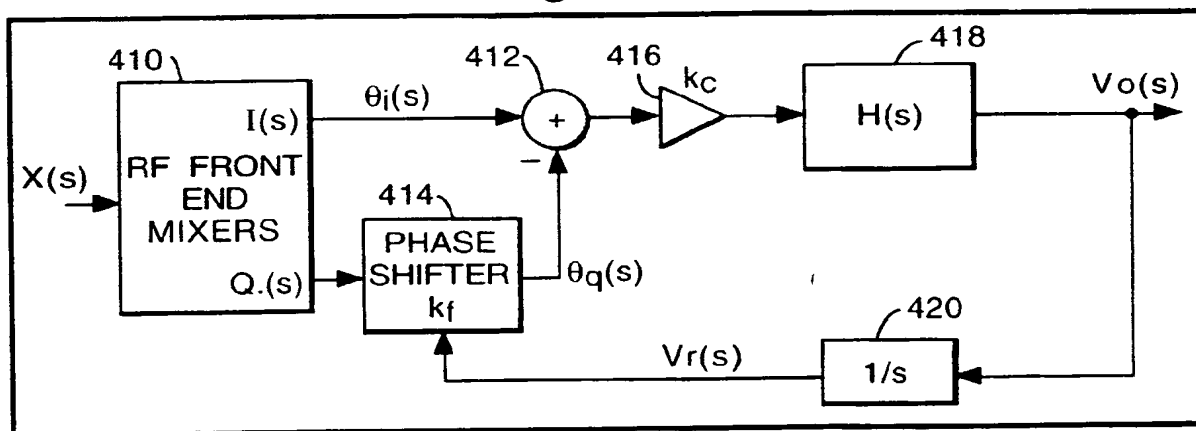 410
412
416
418
kc
θi(s)
Vo(s)
I(s)
+
H(s)
X(s)
RF FRONT
END
MIXERS
−
414
PHASE
SHIFTER
kf
θq(s)
Q.(s)
420
Vr(s)
1/s